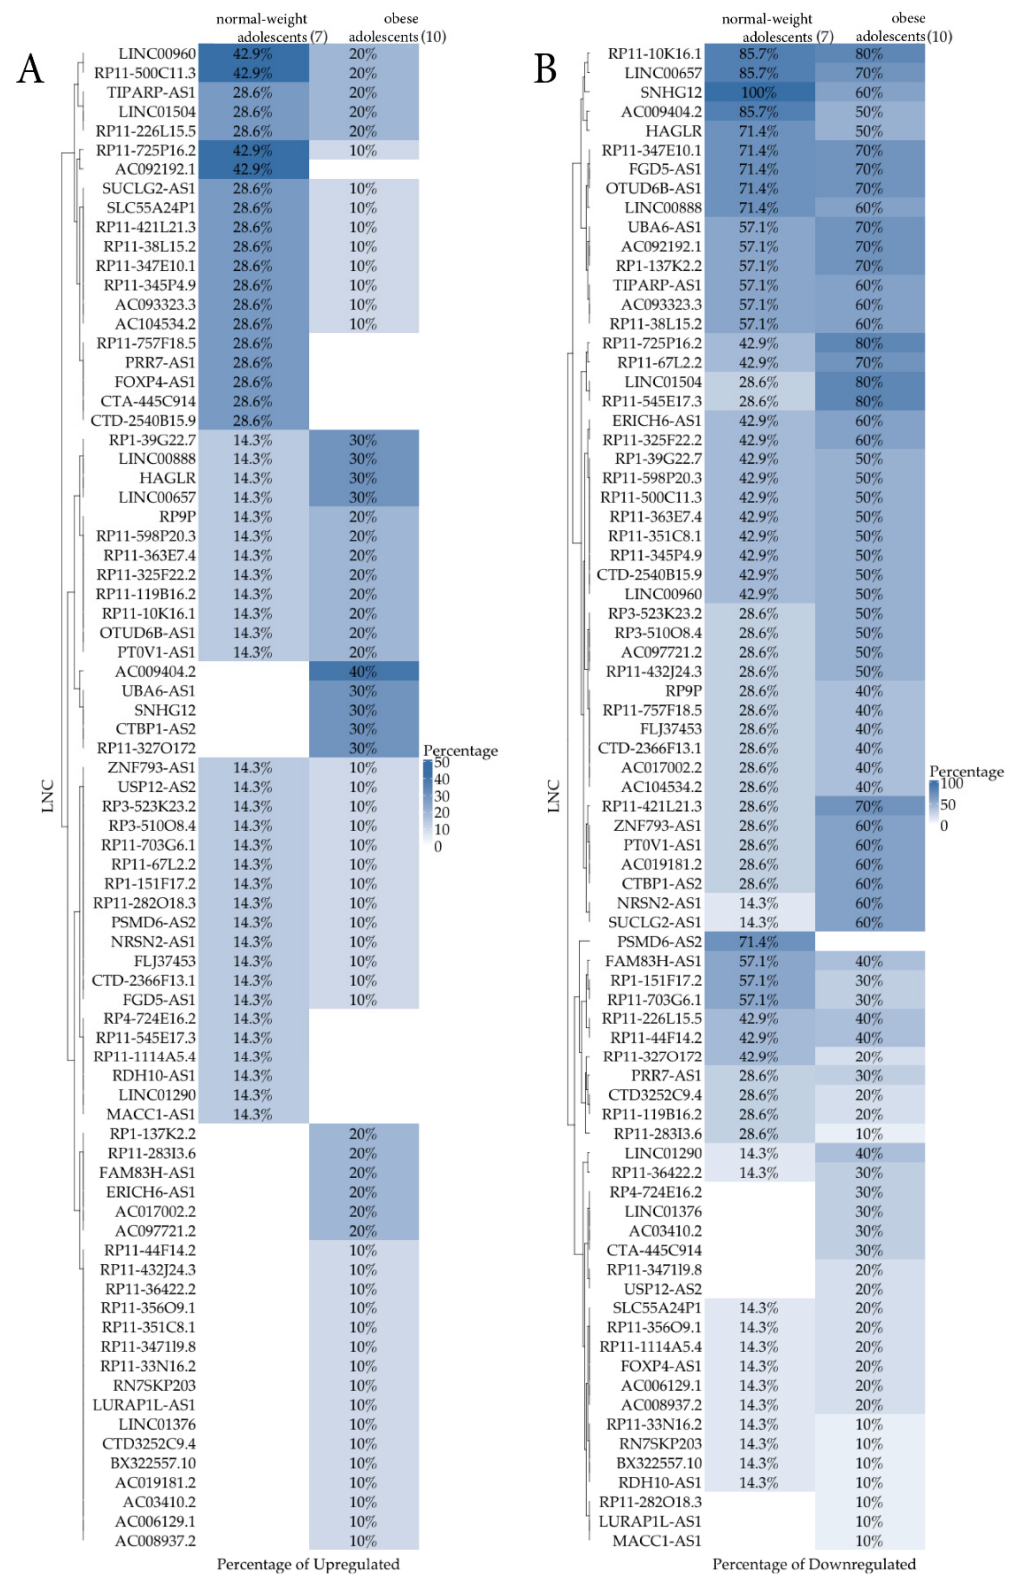 normal-weight adolescents (7) obese adolescents (10)
A
LINC00960 42.9% 20%
RP11-500C11.3 42.9% 20%
TIPARP-AS1 28.6% 20%
LINC01504 28.6% 20%
RP11-226L15.5 28.6% 20%
RP11-725P16.2 42.9% 10%
AC092192.1 42.9%
SUCLG2-AS1 28.6% 10%
SLC55A24P1 28.6% 10%
RP11-421L21.3 28.6% 10%
RP11-38L15.2 28.6% 10%
RP11-347E10.1 28.6% 10%
RP11-345P4.9 28.6% 10%
AC093323.3 28.6% 10%
AC104534.2 28.6% 10%
RP11-757F18.5 28.6%
PRR7-AS1 28.6%
FOXP4-AS1 28.6%
CTA-445C914 28.6%
CTD-2540B15.9 28.6%
RP1-39G22.7 14.3% 30%
LINC00888 14.3% 30%
HAGLR 14.3% 30%
LINC00657 14.3% 30%
RP9P 14.3% 20%
RP11-598P20.3 14.3% 20%
RP11-363E7.4 14.3% 20%
RP11-325F22.2 14.3% 20%
RP11-119B16.2 14.3% 20%
RP11-10K16.1 14.3% 20%
OTUD6B-AS1 14.3% 20%
PT0V1-AS1 14.3% 20%
AC009404.2 40%
UBA6-AS1 30%
SNHG12 30%
CTBP1-AS2 30%
RP11-327O172 30%
ZNF793-AS1 14.3% 10%
USP12-AS2 14.3% 10%
RP3-523K23.2 14.3% 10%
RP3-510O8.4 14.3% 10%
RP11-703G6.1 14.3% 10%
RP11-67L2.2 14.3% 10%
RP1-151F17.2 14.3% 10%
RP11-282O18.3 14.3% 10%
PSMD6-AS2 14.3% 10%
NRSN2-AS1 14.3% 10%
FLJ37453 14.3% 10%
CTD-2366F13.1 14.3% 10%
FGD5-AS1 14.3% 10%
RP4-724E16.2 14.3%
RP11-545E17.3 14.3%
RP11-1114A5.4 14.3%
RDH10-AS1 14.3%
LINC01290 14.3%
MACC1-AS1 14.3%
RP1-137K2.2 20%
RP11-283I3.6 20%
FAM83H-AS1 20%
ERICH6-AS1 20%
AC017002.2 20%
AC097721.2 20%
RP11-44F14.2 10%
RP11-432J24.3 10%
RP11-36422.2 10%
RP11-356O9.1 10%
RP11-351C8.1 10%
RP11-347119.8 10%
RP11-33N16.2 10%
RN7SKP203 10%
LURAP1L-AS1 10%
LINC01376 10%
CTD3252C9.4 10%
BX322557.10 10%
AC019181.2 10%
AC03410.2 10%
AC006129.1 10%
AC008937.2 10%
LNC
Percentage
50
40
30
20
10
0
Percentage of Upregulated
normal-weight adolescents (7) obese adolescents (10)
B
RP11-10K16.1 85.7% 80%
LINC00657 85.7% 70%
SNHG12 100% 60%
AC009404.2 85.7% 50%
HAGLR 71.4% 50%
RP11-347E10.1 71.4% 70%
FGD5-AS1 71.4% 70%
OTUD6B-AS1 71.4% 70%
LINC00888 71.4% 60%
UBA6-AS1 57.1% 70%
AC092192.1 57.1% 70%
RP1-137K2.2 57.1% 70%
TIPARP-AS1 57.1% 60%
AC093323.3 57.1% 60%
RP11-38L15.2 57.1% 60%
RP11-725P16.2 42.9% 80%
RP11-67L2.2 42.9% 70%
LINC01504 28.6% 80%
RP11-545E17.3 28.6% 80%
ERICH6-AS1 42.9% 60%
RP11-325F22.2 42.9% 60%
RP1-39G22.7 42.9% 50%
RP11-598P20.3 42.9% 50%
RP11-500C11.3 42.9% 50%
RP11-363E7.4 42.9% 50%
RP11-351C8.1 42.9% 50%
RP11-345P4.9 42.9% 50%
CTD-2540B15.9 42.9% 50%
LINC00960 42.9% 50%
RP3-523K23.2 28.6% 50%
RP3-510O8.4 28.6% 50%
AC097721.2 28.6% 50%
RP11-432J24.3 28.6% 50%
RP9P 28.6% 40%
RP11-757F18.5 28.6% 40%
FLJ37453 28.6% 40%
CTD-2366F13.1 28.6% 40%
AC017002.2 28.6% 40%
AC104534.2 28.6% 40%
RP11-421L21.3 28.6% 70%
ZNF793-AS1 28.6% 60%
PT0V1-AS1 28.6% 60%
AC019181.2 28.6% 60%
CTBP1-AS2 28.6% 60%
NRSN2-AS1 14.3% 60%
SUCLG2-AS1 14.3% 60%
PSMD6-AS2 71.4%
FAM83H-AS1 57.1% 40%
RP1-151F17.2 57.1% 30%
RP11-703G6.1 57.1% 30%
RP11-226L15.5 42.9% 40%
RP11-44F14.2 42.9% 40%
RP11-327O172 42.9% 20%
PRR7-AS1 28.6% 30%
CTD3252C9.4 28.6% 20%
RP11-119B16.2 28.6% 20%
RP11-283I3.6 28.6% 10%
LINC01290 14.3% 40%
RP11-36422.2 14.3% 30%
RP4-724E16.2 30%
LINC01376 30%
AC03410.2 30%
CTA-445C914 30%
RP11-347119.8 20%
USP12-AS2 20%
SLC55A24P1 14.3% 20%
RP11-356O9.1 14.3% 20%
RP11-1114A5.4 14.3% 20%
FOXP4-AS1 14.3% 20%
AC006129.1 14.3% 20%
AC008937.2 14.3% 20%
RP11-33N16.2 14.3% 10%
RN7SKP203 14.3% 10%
BX322557.10 14.3% 10%
RDH10-AS1 14.3% 10%
RP11-282O18.3 10%
LURAP1L-AS1 10%
MACC1-AS1 10%
LNC
Percentage
100
50
0
Percentage of Downregulated